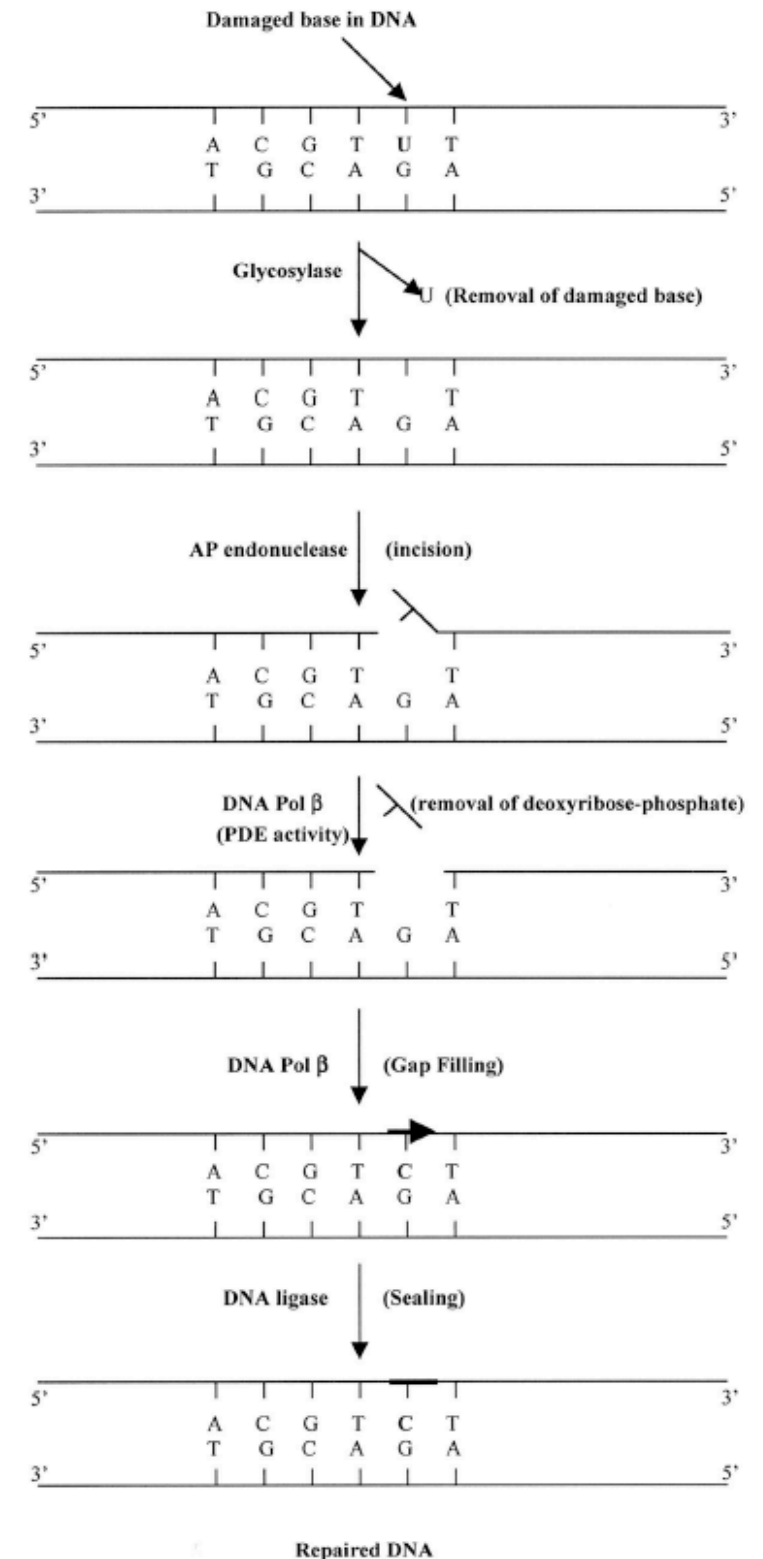 Damaged base in DNA
5' 3'
A C G T U T
T G C A G A
3' 5'
Glycosylase
U (Removal of damaged base)
5' 3'
A C G T T
T G C A G A
3' 5'
AP endonuclease (incision)
5' 3'
A C G T T
T G C A G A
3' 5'
DNA Pol β (removal of deoxyribose-phosphate)
(PDE activity)
5' 3'
A C G T T
T G C A G A
3' 5'
DNA Pol β (Gap Filling)
5' 3'
A C G T C T
T G C A G A
3' 5'
DNA ligase (Sealing)
5' 3'
A C G T C T
T G C A G A
3' 5'
Repaired DNA